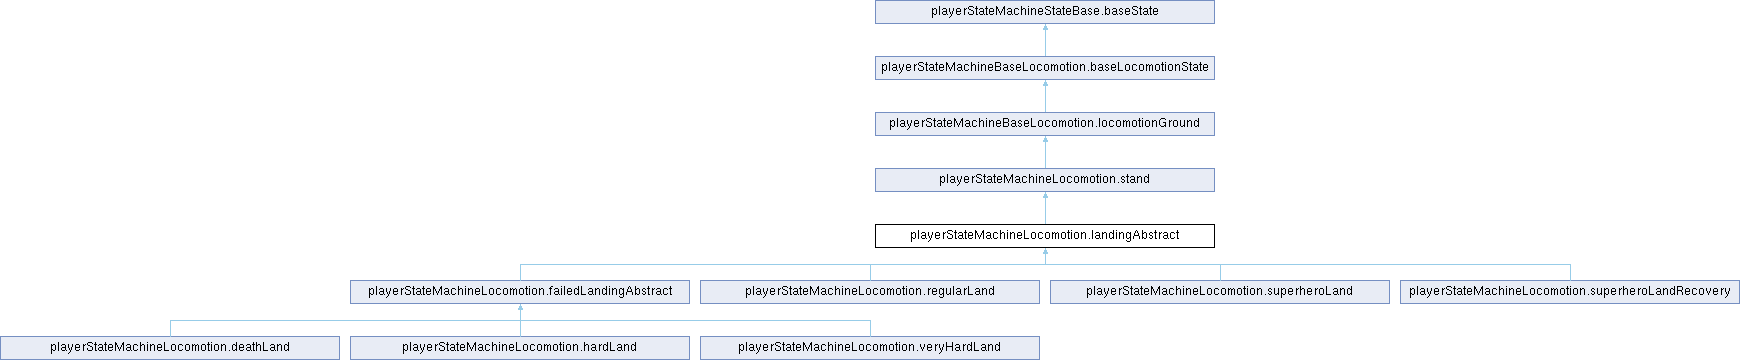 playerStateMachineStateBase.baseState
playerStateMachineBaseLocomotion.baseLocomotionState
playerStateMachineBaseLocomotion.locomotionGround
playerStateMachineLocomotion.stand
playerStateMachineLocomotion.landingAbstract
playerStateMachineLocomotion.failedLandingAbstract
playerStateMachineLocomotion.regularLand
playerStateMachineLocomotion.superheroLand
playerStateMachineLocomotion.superheroLandRecovery
playerStateMachineLocomotion.deathLand
playerStateMachineLocomotion.hardLand
playerStateMachineLocomotion.veryHardLand